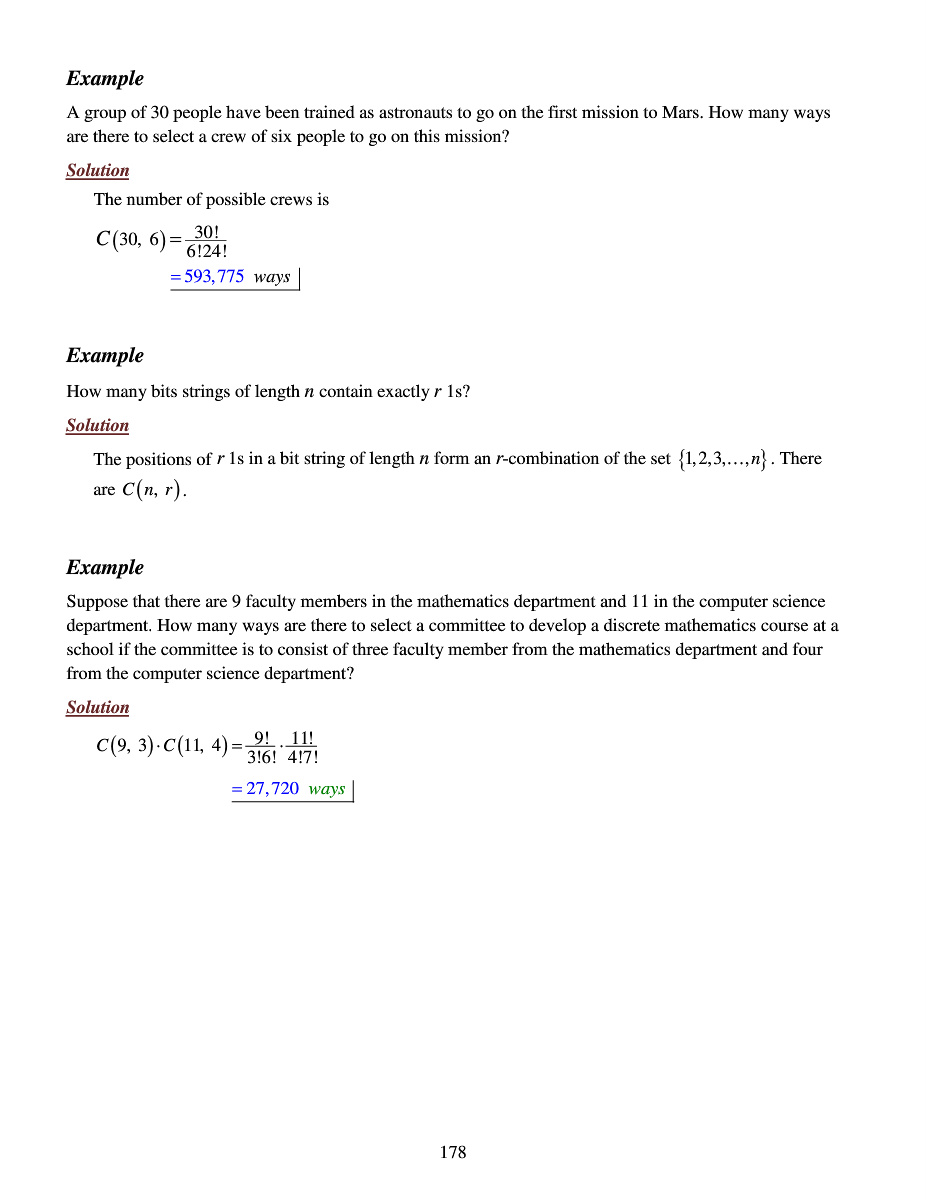 Example
A group of 30 people have been trained as astronauts to go on the first mission to Mars. How many ways
are there to select a crew of six people to go on this mission?
Solution
The number of possible crews is
C(30, 6) = 30!/6!24!
= 593,775 ways
Example
How many bits strings of length n contain exactly r 1s?
Solution
The positions of r 1s in a bit string of length n form an r-combination of the set {1,2,3,…,n}. There
are C(n, r).
Example
Suppose that there are 9 faculty members in the mathematics department and 11 in the computer science
department. How many ways are there to select a committee to develop a discrete mathematics course at a
school if the committee is to consist of three faculty member from the mathematics department and four
from the computer science department?
Solution
C(9, 3)·C(11, 4) = 9!/3!6! · 11!/4!7!
= 27,720 ways
178